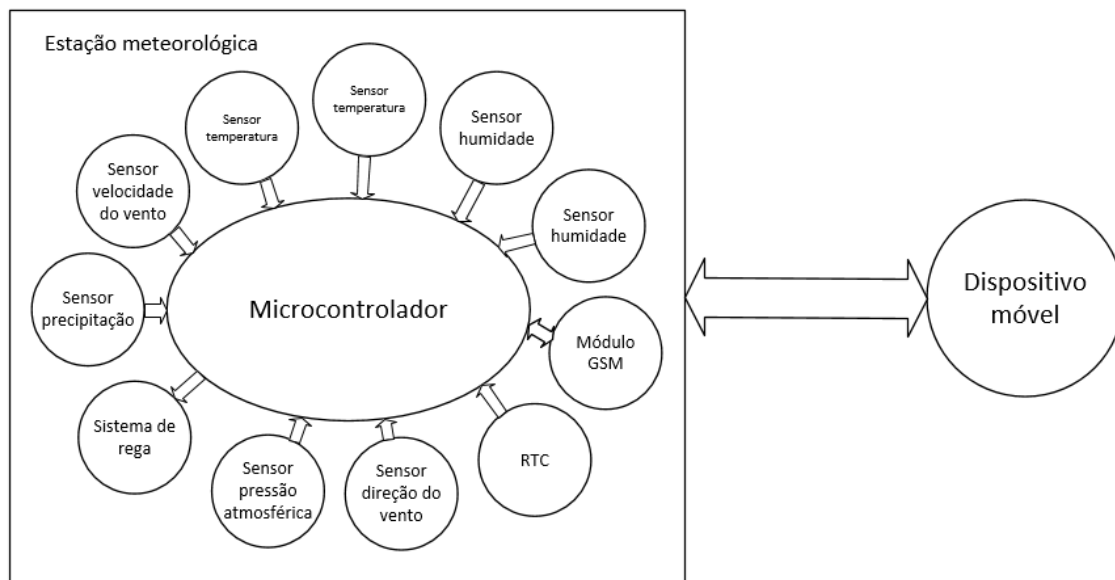 Estação meteorológica
Sensor
temperatura
Sensor
temperatura
Sensor
humidade
Sensor
velocidade
do vento
Sensor
humidade
Sensor
precipitação
Microcontrolador
Módulo
GSM
Sistema de
rega
Sensor
pressão
atmosférica
Sensor
direção do
vento
RTC
Dispositivo
móvel